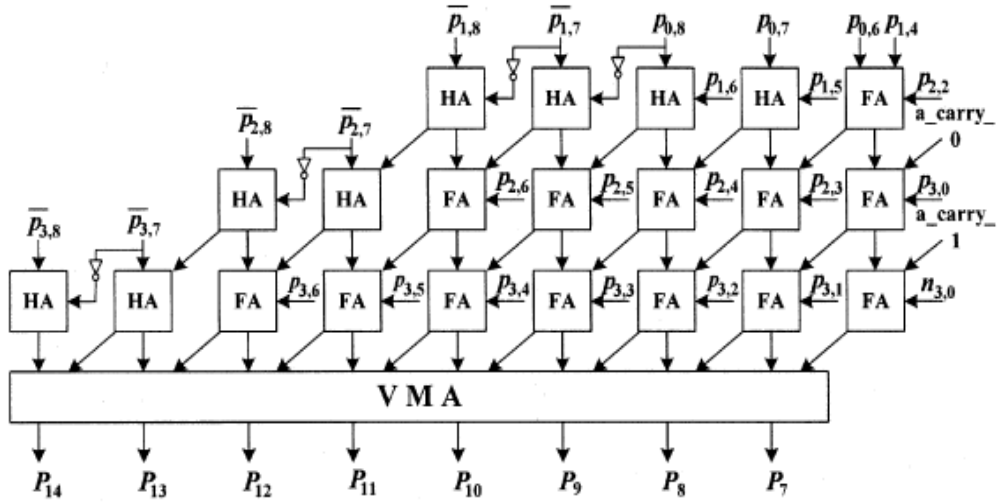 p̅1,8 p̅1,7 p0,8 p0,7 p0,6 p1,4
HA HA HA p1,6 HA p1,5 FA p2,2
p̅2,8 p̅2,7 a_carry_
0
HA HA FA p2,6 FA p2,5 FA p2,4 FA p2,3 FA p3,0
p̅3,8 p̅3,7 a_carry_
1
HA HA FA p3,6 FA p3,5 FA p3,4 FA p3,3 FA p3,2 FA p3,1 FA n3,0
V M A
P14 P13 P12 P11 P10 P9 P8 P7